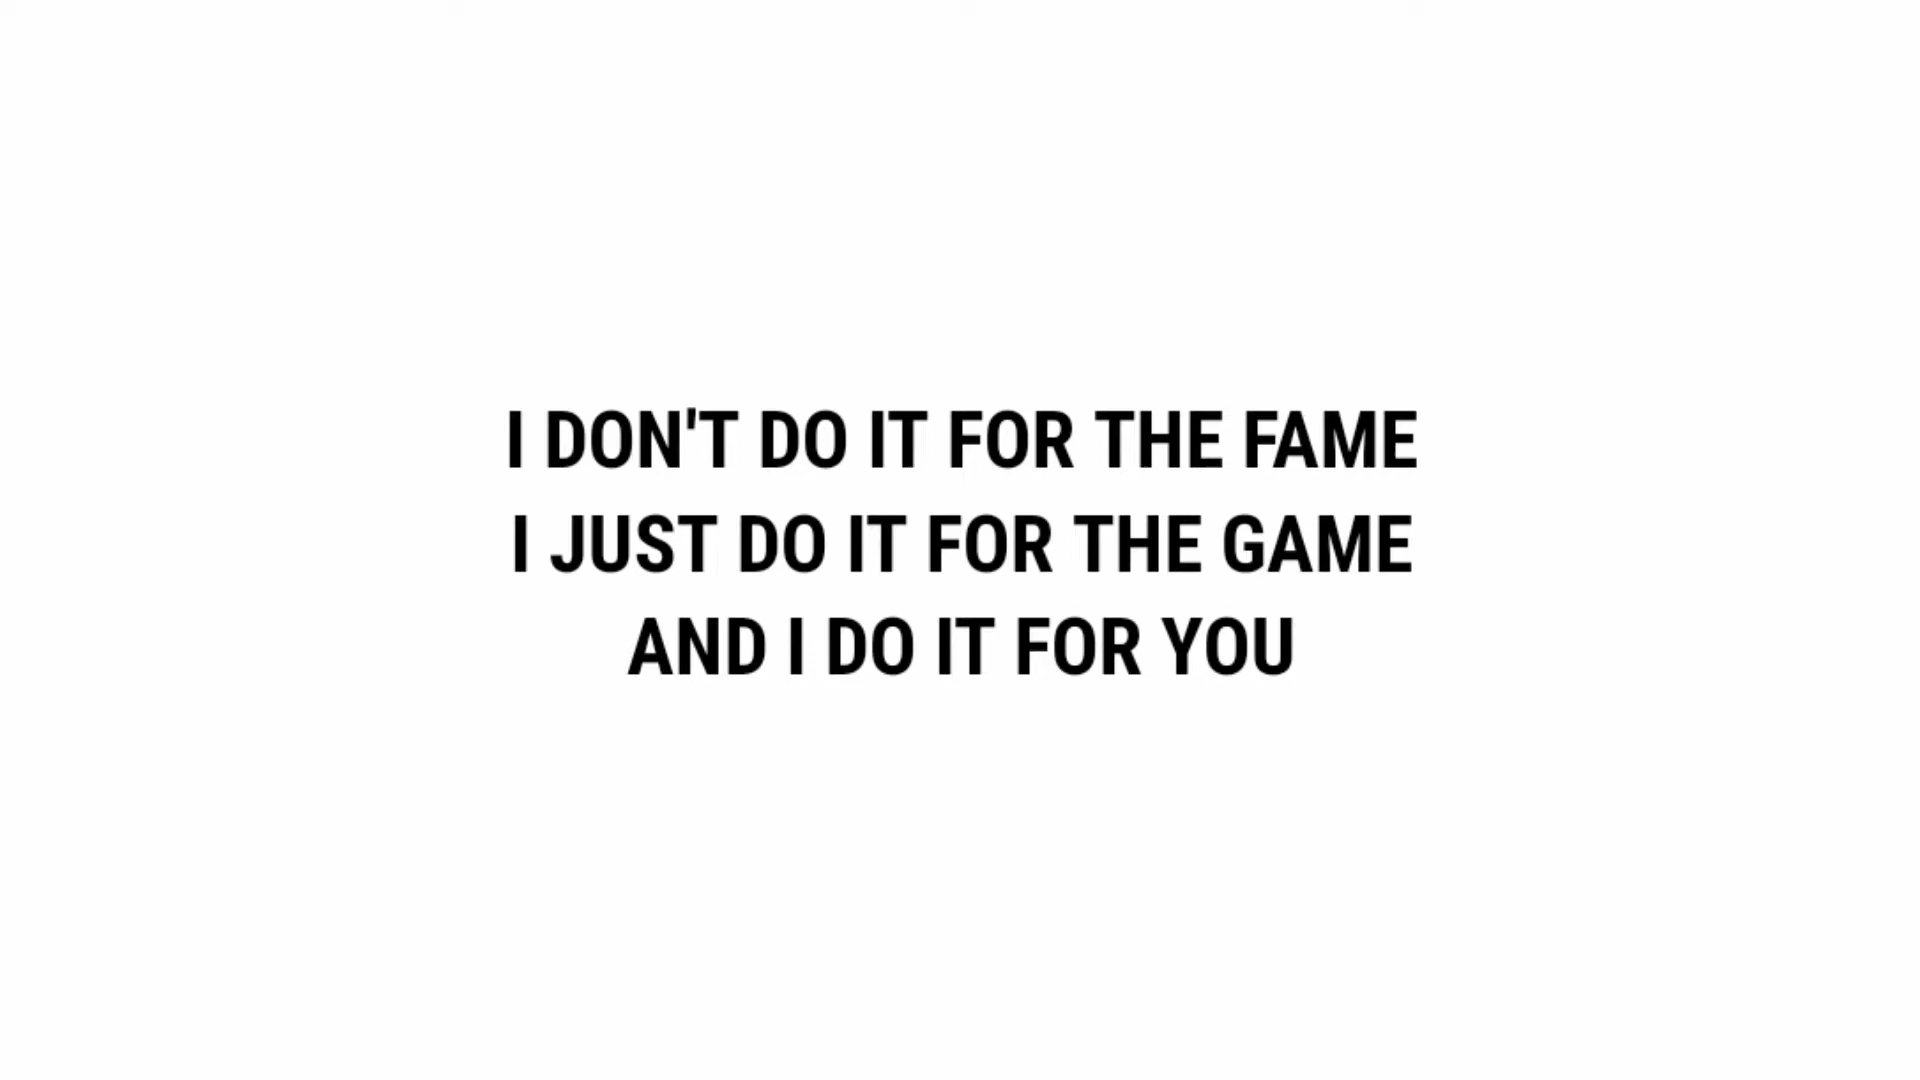 I DON'T DO IT FOR THE FAME
I JUST DO IT FOR THE GAME
AND I DO IT FOR YOU